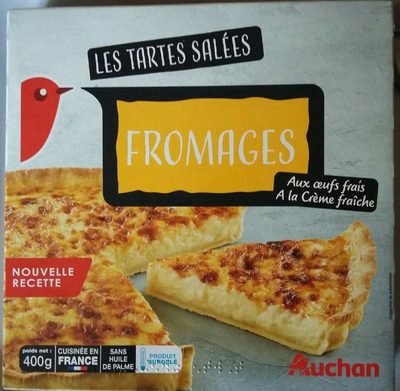 LES TARTES SALÉES
FROMAGES
Aux œufs frais
A la Crème fraîche
NOUVELLE
RECETTE
poids net :
400g
CUISINÉE EN
FRANCE
SANS
HUILE
DE PALME
PRODUIT
SURGELÉ
Auchan